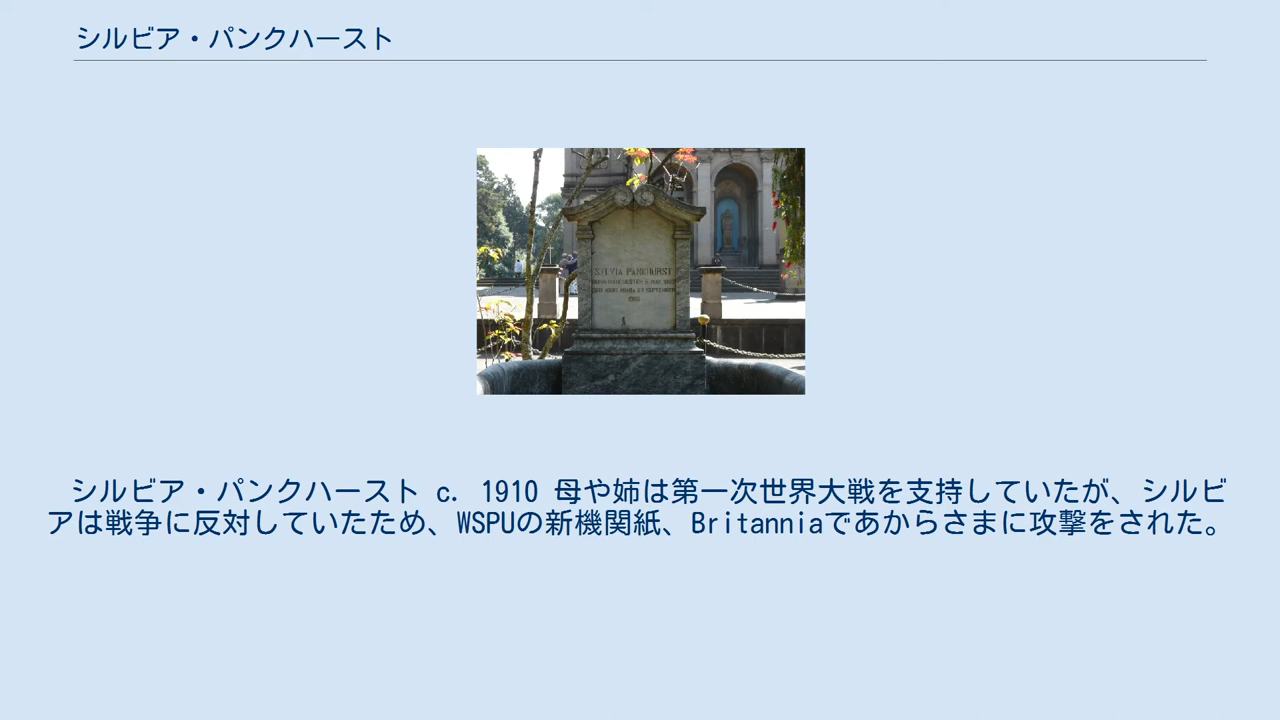 シルビア・パンクハースト
SYLVIA PANKHURST
シルビア・パンクハースト c. 1910 母や姉は第一次世界大戦を支持していたが、シルビ
アは戦争に反対していたため、WSPUの新機関紙、Britanniaであからさまに攻撃をされた。